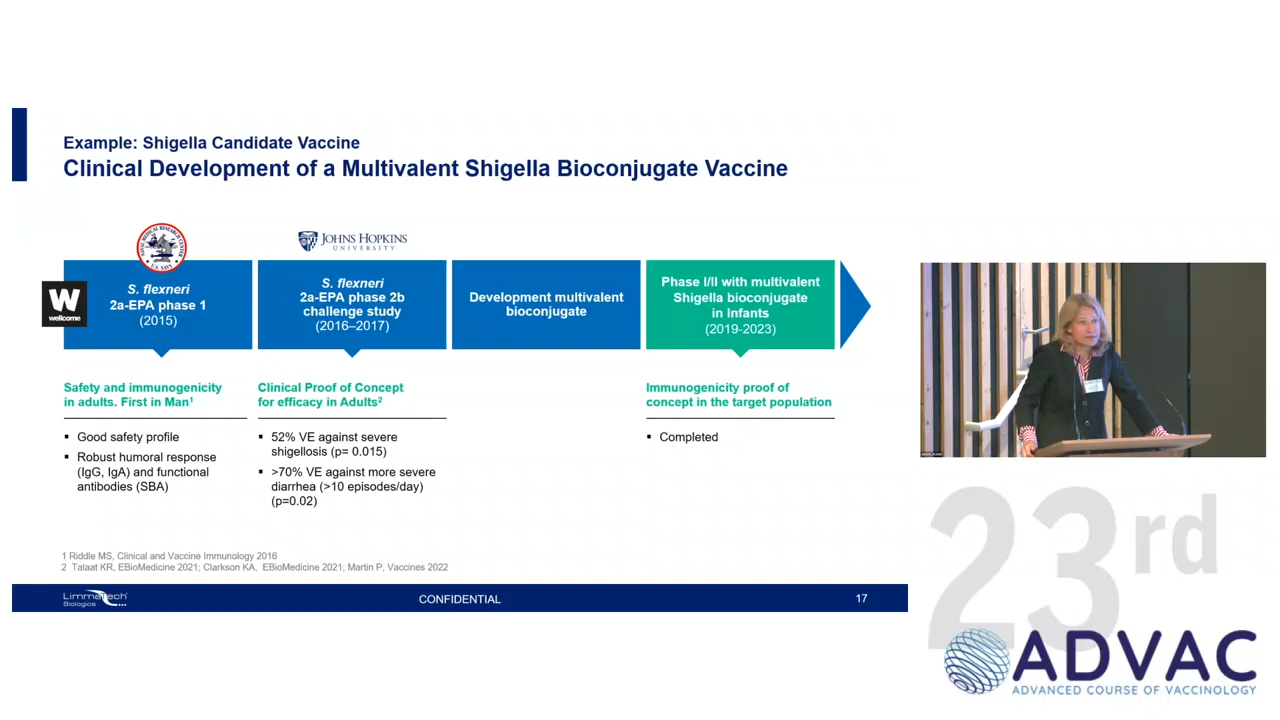 Example: Shigella Candidate Vaccine
Clinical Development of a Multivalent Shigella Bioconjugate Vaccine
NAVAL MEDICAL RESEARCH CENTER
U.S. NAVY
JOHNS HOPKINS
UNIVERSITY
W
wellcome
S. flexneri
2a-EPA phase 1
(2015)
S. flexneri
2a-EPA phase 2b
challenge study
(2016–2017)
Development multivalent
bioconjugate
Phase I/II with multivalent
Shigella bioconjugate
in Infants
(2019-2023)
Safety and immunogenicity
in adults. First in Man1
▪ Good safety profile
▪ Robust humoral response
(IgG, IgA) and functional
antibodies (SBA)
Clinical Proof of Concept
for efficacy in Adults2
▪ 52% VE against severe
shigellosis (p= 0.015)
▪ >70% VE against more severe
diarrhea (>10 episodes/day)
(p=0.02)
Immunogenicity proof of
concept in the target population
▪ Completed
1 Riddle MS, Clinical and Vaccine Immunology 2016
2 Talaat KR, EBioMedicine 2021; Clarkson KA, EBioMedicine 2021; Martin P, Vaccines 2022
LimmaTech
Biologics
CONFIDENTIAL
17
23rd
ADVAC
ADVANCED COURSE OF VACCINOLOGY